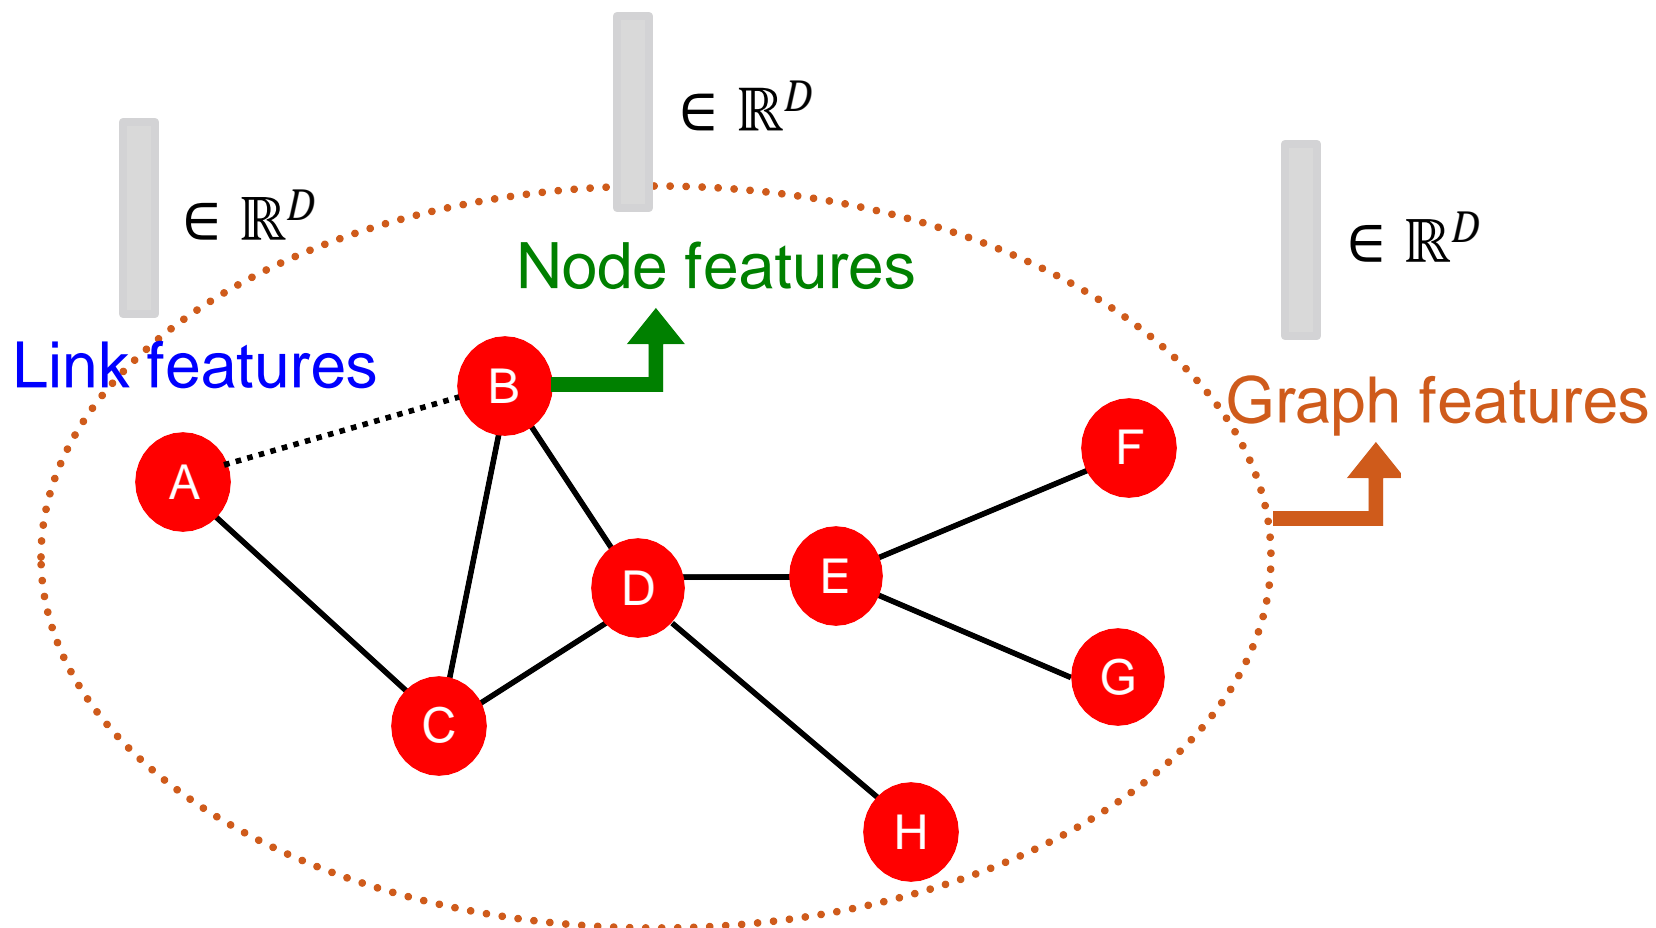 ∈ ℝ^D
∈ ℝ^D
∈ ℝ^D
Node features
Link features
Graph features
B
F
A
E
D
G
C
H